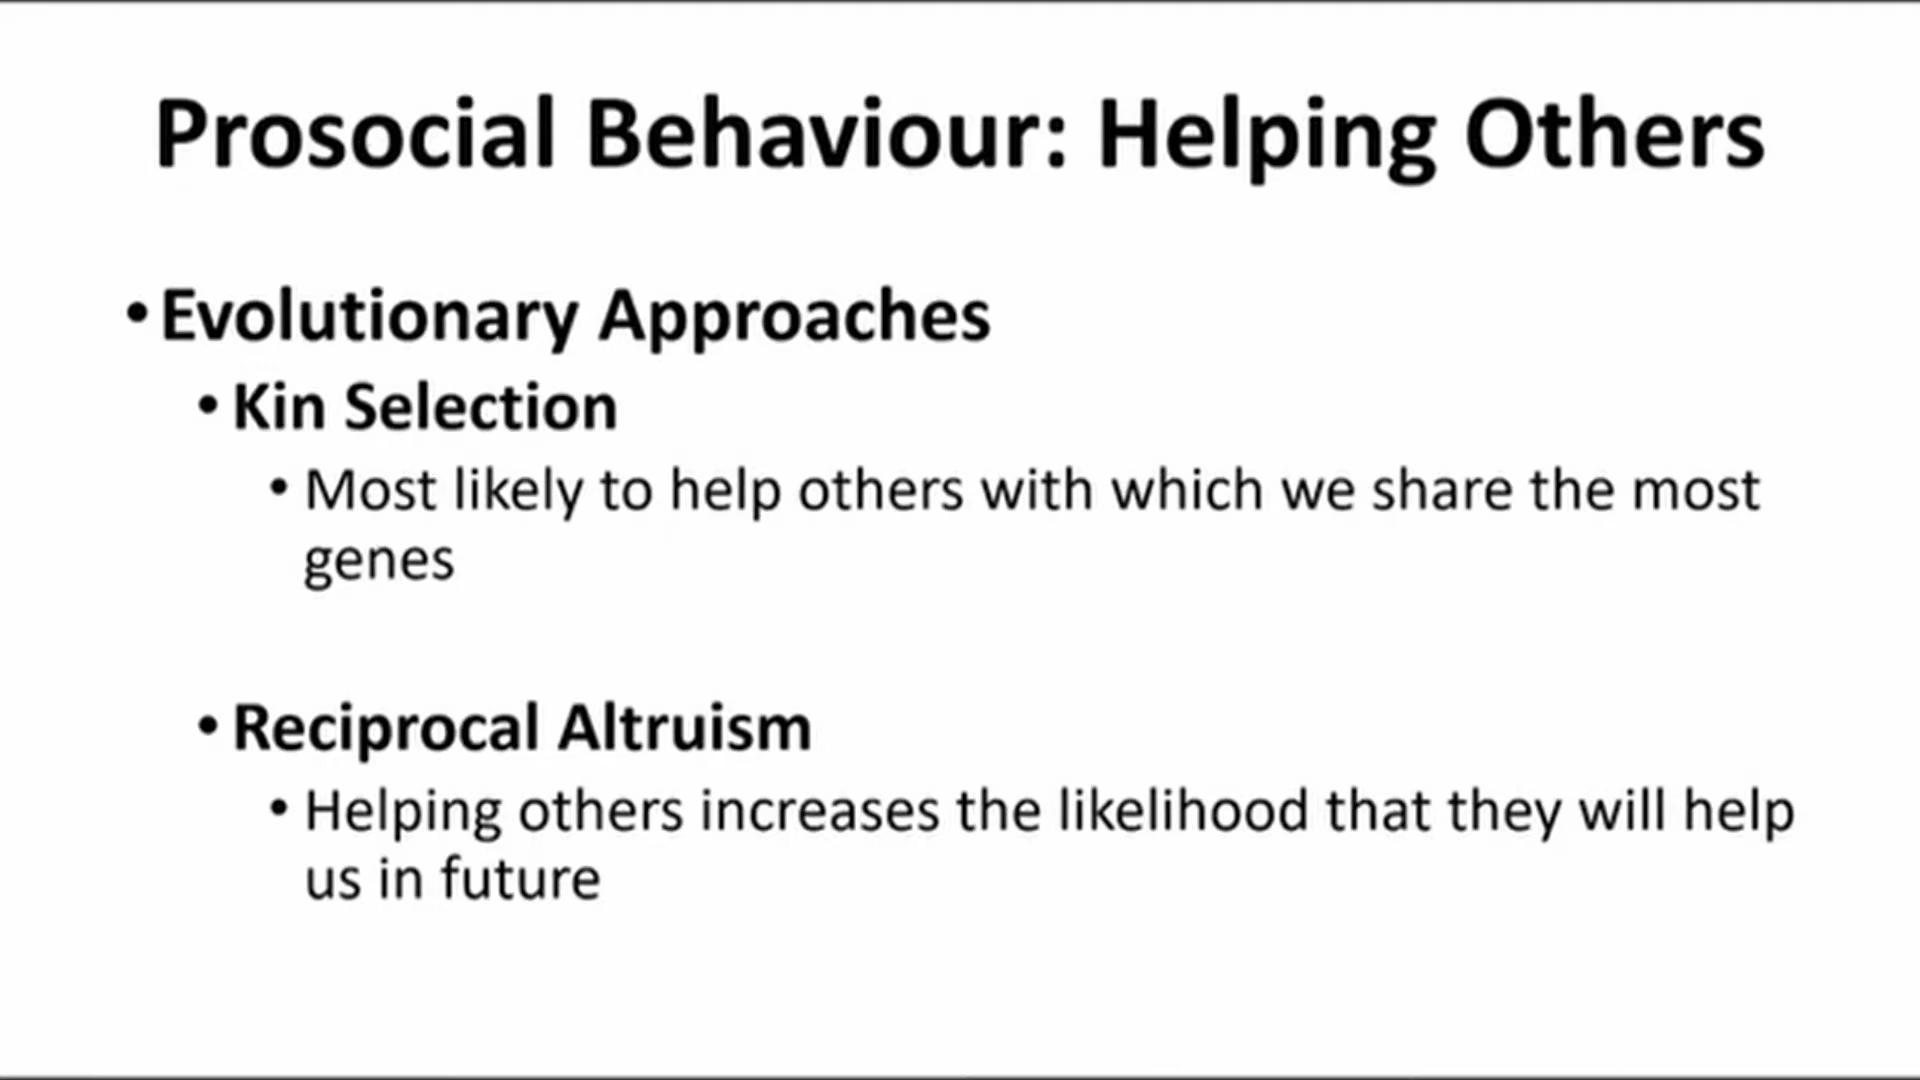 Prosocial Behaviour: Helping Others
• Evolutionary Approaches
• Kin Selection
• Most likely to help others with which we share the most
genes
• Reciprocal Altruism
• Helping others increases the likelihood that they will help
us in future